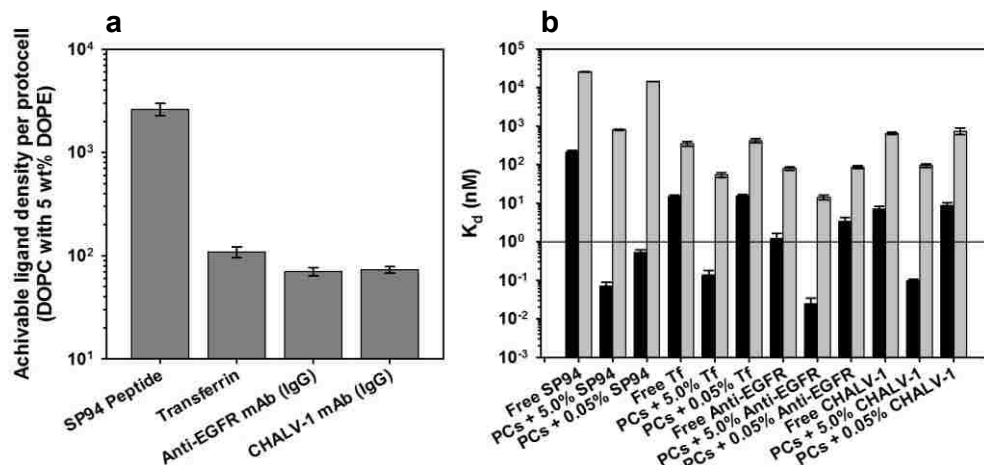 a
Achivable ligand density per protocell
(DOPC with 5 wt% DOPE)
10^4
10^3
10^2
10^1
SP94 Peptide
Transferrin
Anti-EGFR mAb (IgG)
CHALV-1 mAb (IgG)
b
K_d (nM)
10^5
10^4
10^3
10^2
10^1
10^0
10^-1
10^-2
10^-3
Free SP94
PCs + 5.0% SP94
PCs + 0.05% SP94
Free Tf
PCs + 5.0% Tf
PCs + 0.05% Tf
Free Anti-EGFR
PCs + 5.0% Anti-EGFR
PCs + 0.05% Anti-EGFR
Free CHALV-1
PCs + 5.0% CHALV-1
PCs + 0.05% CHALV-1